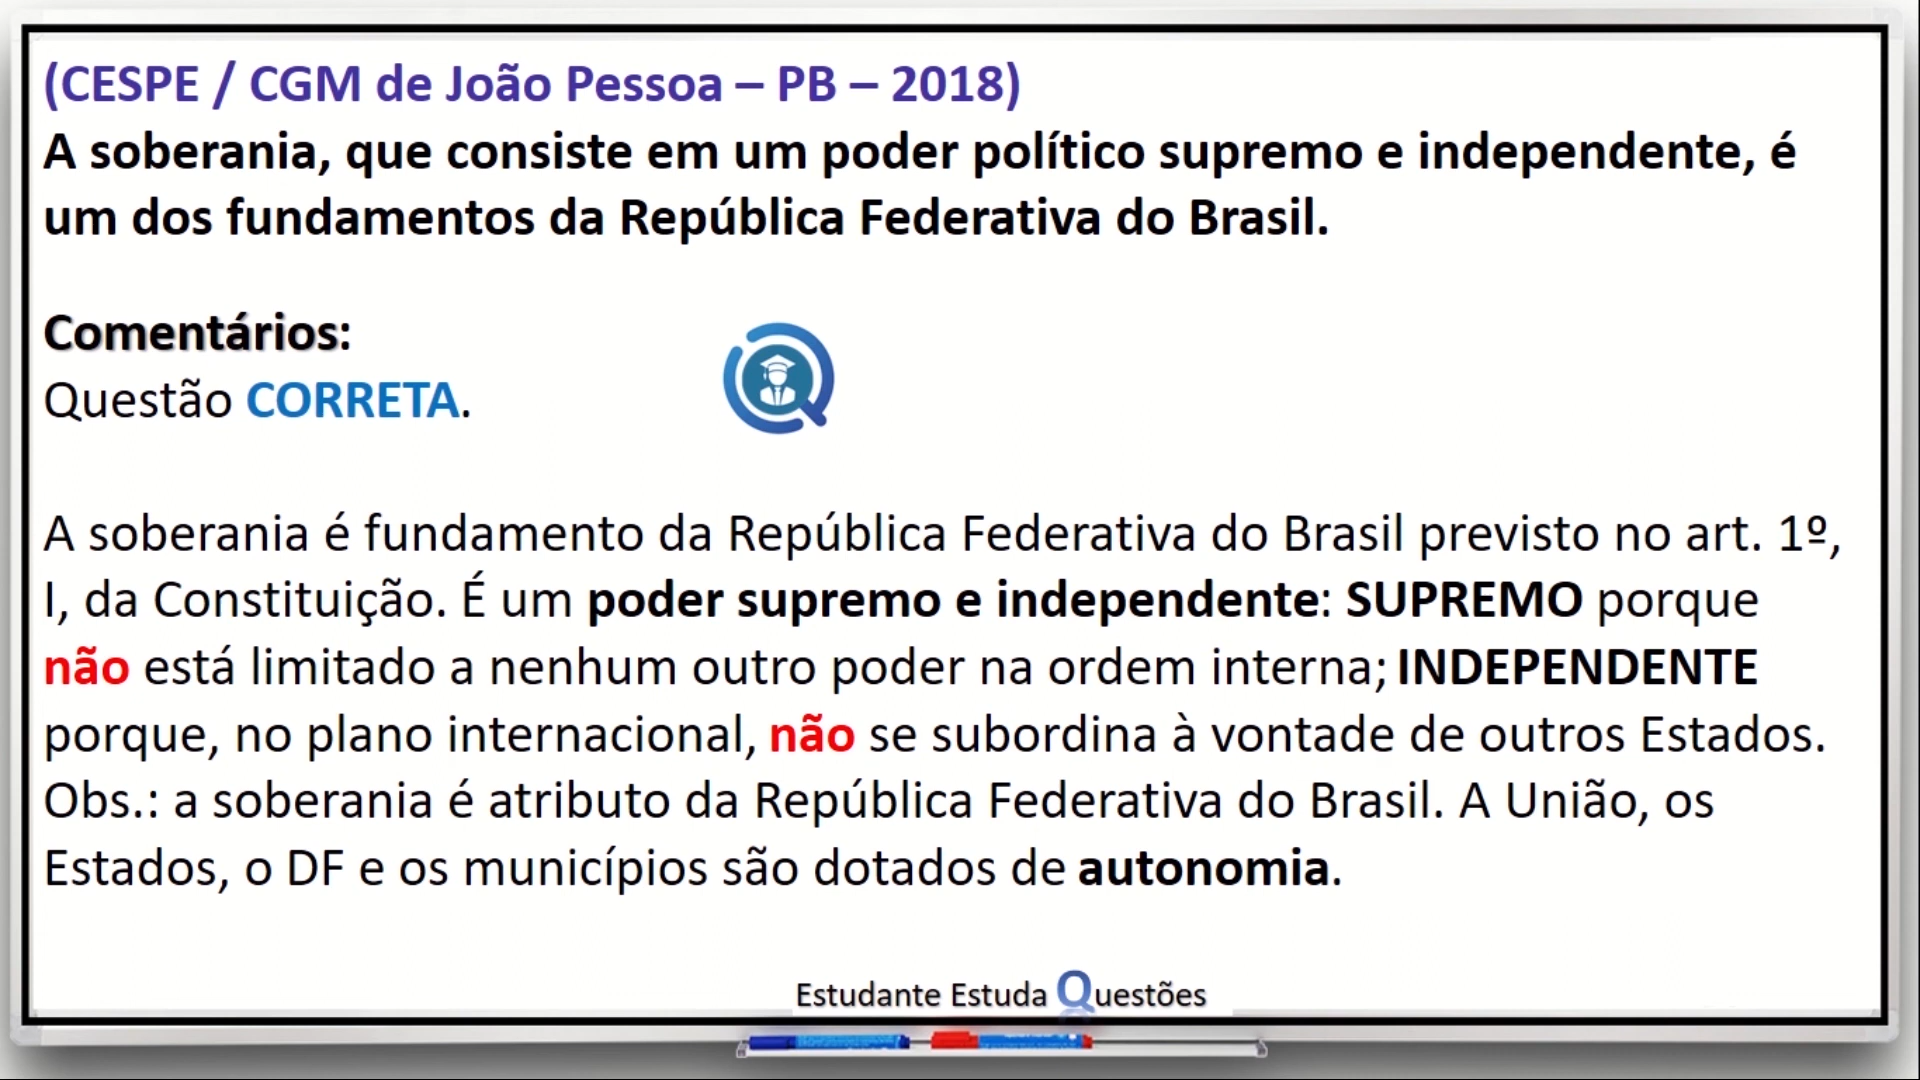 (CESPE / CGM de João Pessoa – PB – 2018)
A soberania, que consiste em um poder político supremo e independente, é
um dos fundamentos da República Federativa do Brasil.
Comentários:
Questão CORRETA.
A soberania é fundamento da República Federativa do Brasil previsto no art. 1º,
I, da Constituição. É um poder supremo e independente: SUPREMO porque
não está limitado a nenhum outro poder na ordem interna; INDEPENDENTE
porque, no plano internacional, não se subordina à vontade de outros Estados.
Obs.: a soberania é atributo da República Federativa do Brasil. A União, os
Estados, o DF e os municípios são dotados de autonomia.
Estudante Estuda Questões